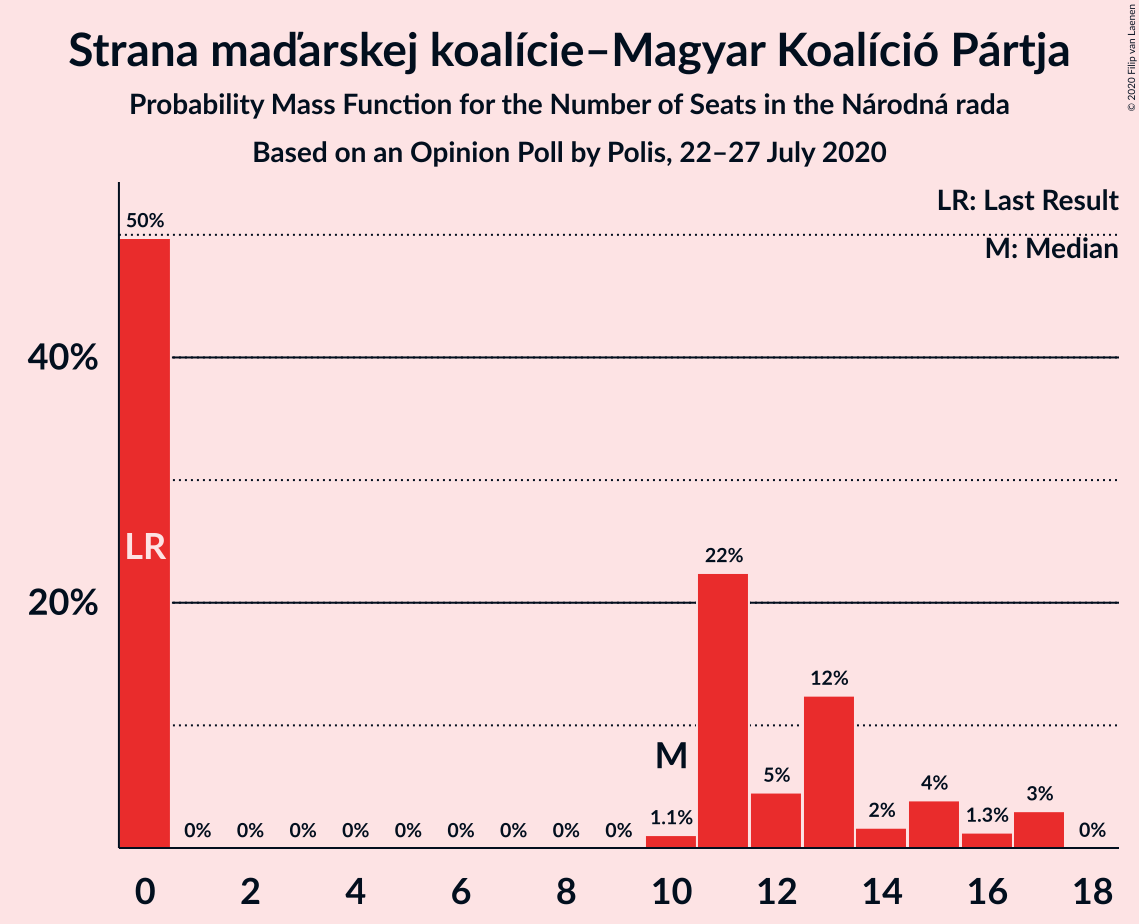 Strana maďarskej koalície–Magyar Koalíció Pártja
Probability Mass Function for the Number of Seats in the Národná rada
Based on an Opinion Poll by Polis, 22–27 July 2020
© 2020 Filip van Laenen
LR: Last Result
M: Median
50%
40%
LR
22%
20%
12%
M
5%
4%
3%
2%
1.3%
1.1%
0% 0% 0% 0% 0% 0% 0% 0% 0% 0%
0 2 4 6 8 10 12 14 16 18